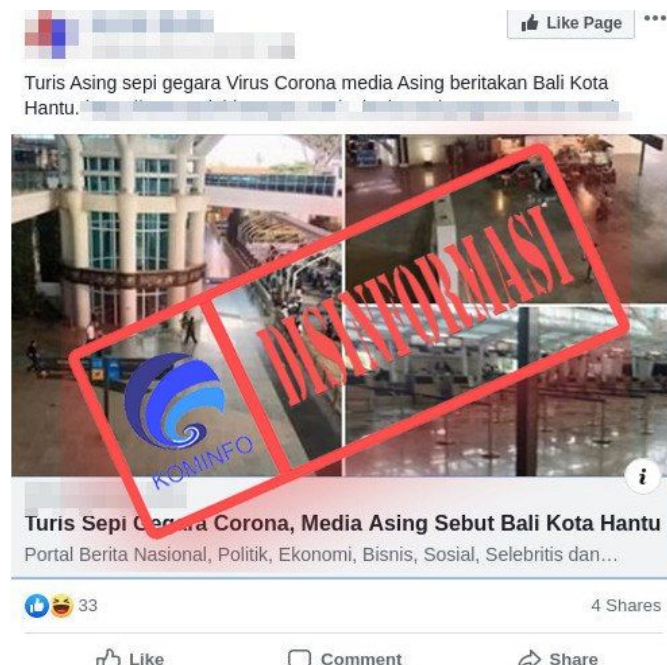 Like Page
Turis Asing sepi gegara Virus Corona media Asing beritakan Bali Kota
Hantu.
DISINFORMASI
KOMINFO
i
Turis Sepi Gegara Corona, Media Asing Sebut Bali Kota Hantu
Portal Berita Nasional, Politik, Ekonomi, Bisnis, Sosial, Selebritis dan…
33
4 Shares
Like
Comment
Share